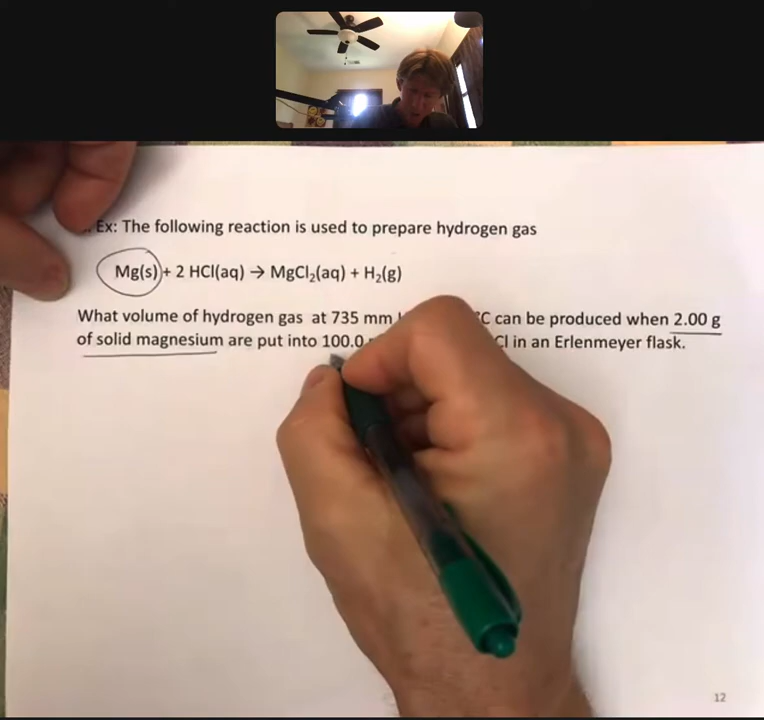 Ex: The following reaction is used to prepare hydrogen gas
Mg(s) + 2 HCl(aq) → MgCl₂(aq) + H₂(g)
What volume of hydrogen gas at 735 mm C can be produced when 2.00 g
of solid magnesium are put into 100.0 in an Erlenmeyer flask.
12